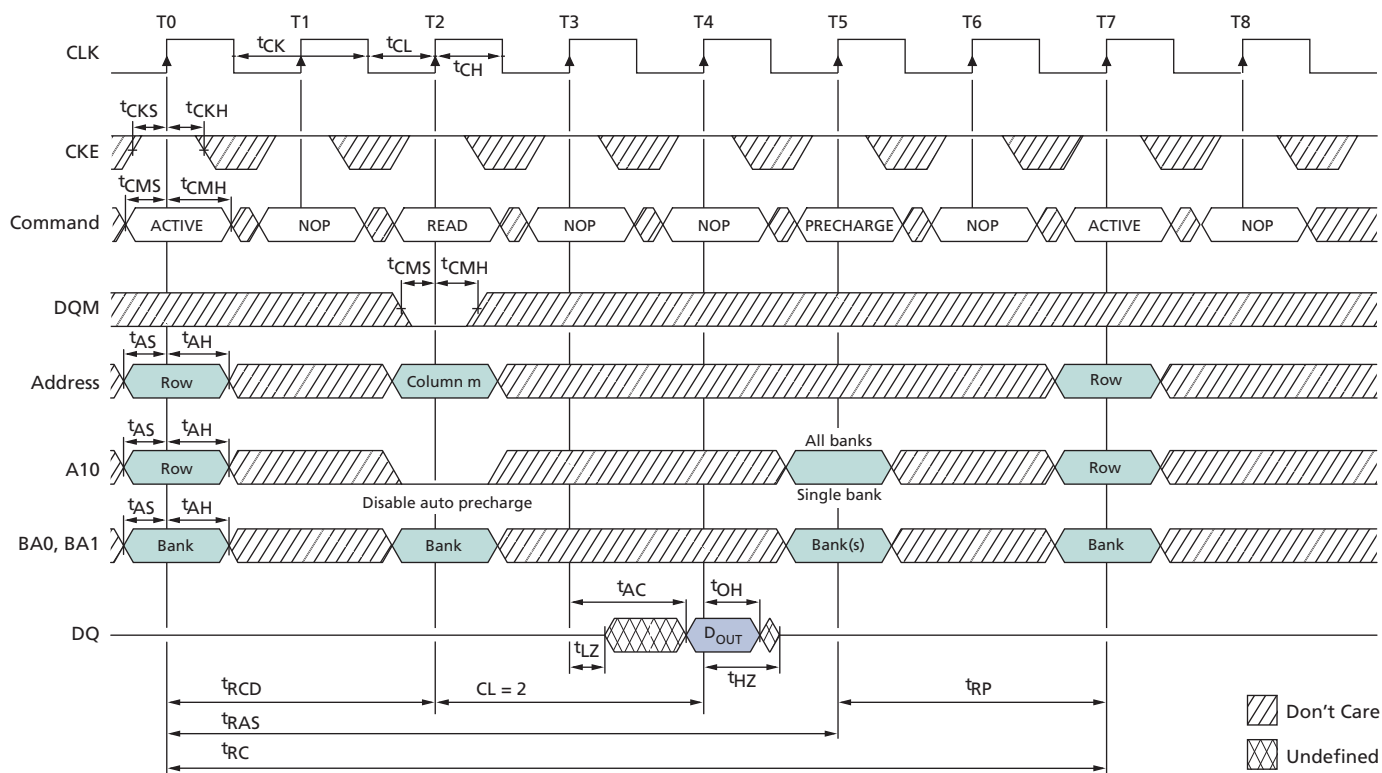 T0 T1 T2 T3 T4 T5 T6 T7 T8
CLK
tCK tCL
tCH
tCKS tCKH
CKE
tCMS tCMH
Command ACTIVE NOP READ NOP NOP PRECHARGE NOP ACTIVE NOP
tCMS tCMH
DQM
tAS tAH
Address Row Column m Row
tAS tAH All banks
A10 Row Row
Disable auto precharge Single bank
tAS tAH
BA0, BA1 Bank Bank Bank(s) Bank
tAC tOH
DQ DOUT
tLZ
tHZ
tRCD CL = 2 tRP
tRAS
tRC
Don't Care
Undefined